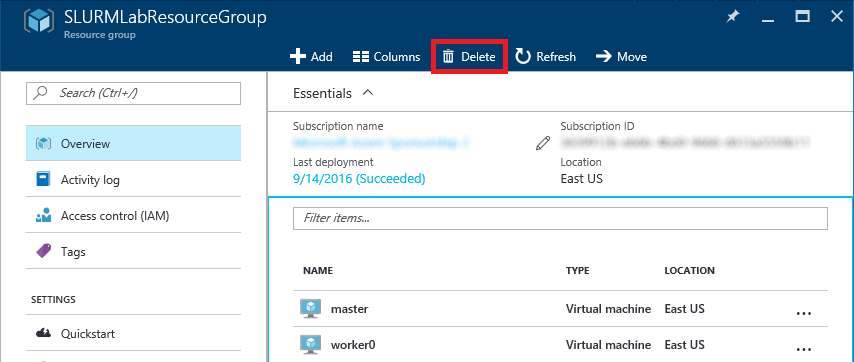 SLURMLabResourceGroup
Resource group
Add Columns Delete Refresh Move
Search (Ctrl+/)
Essentials
Subscription name Subscription ID
Overview
Last deployment Location
Activity log
9/14/2016 (Succeeded) East US
Access control (IAM)
Filter items...
Tags
NAME TYPE LOCATION
SETTINGS
master Virtual machine East US ...
Quickstart
worker0 Virtual machine East US ...